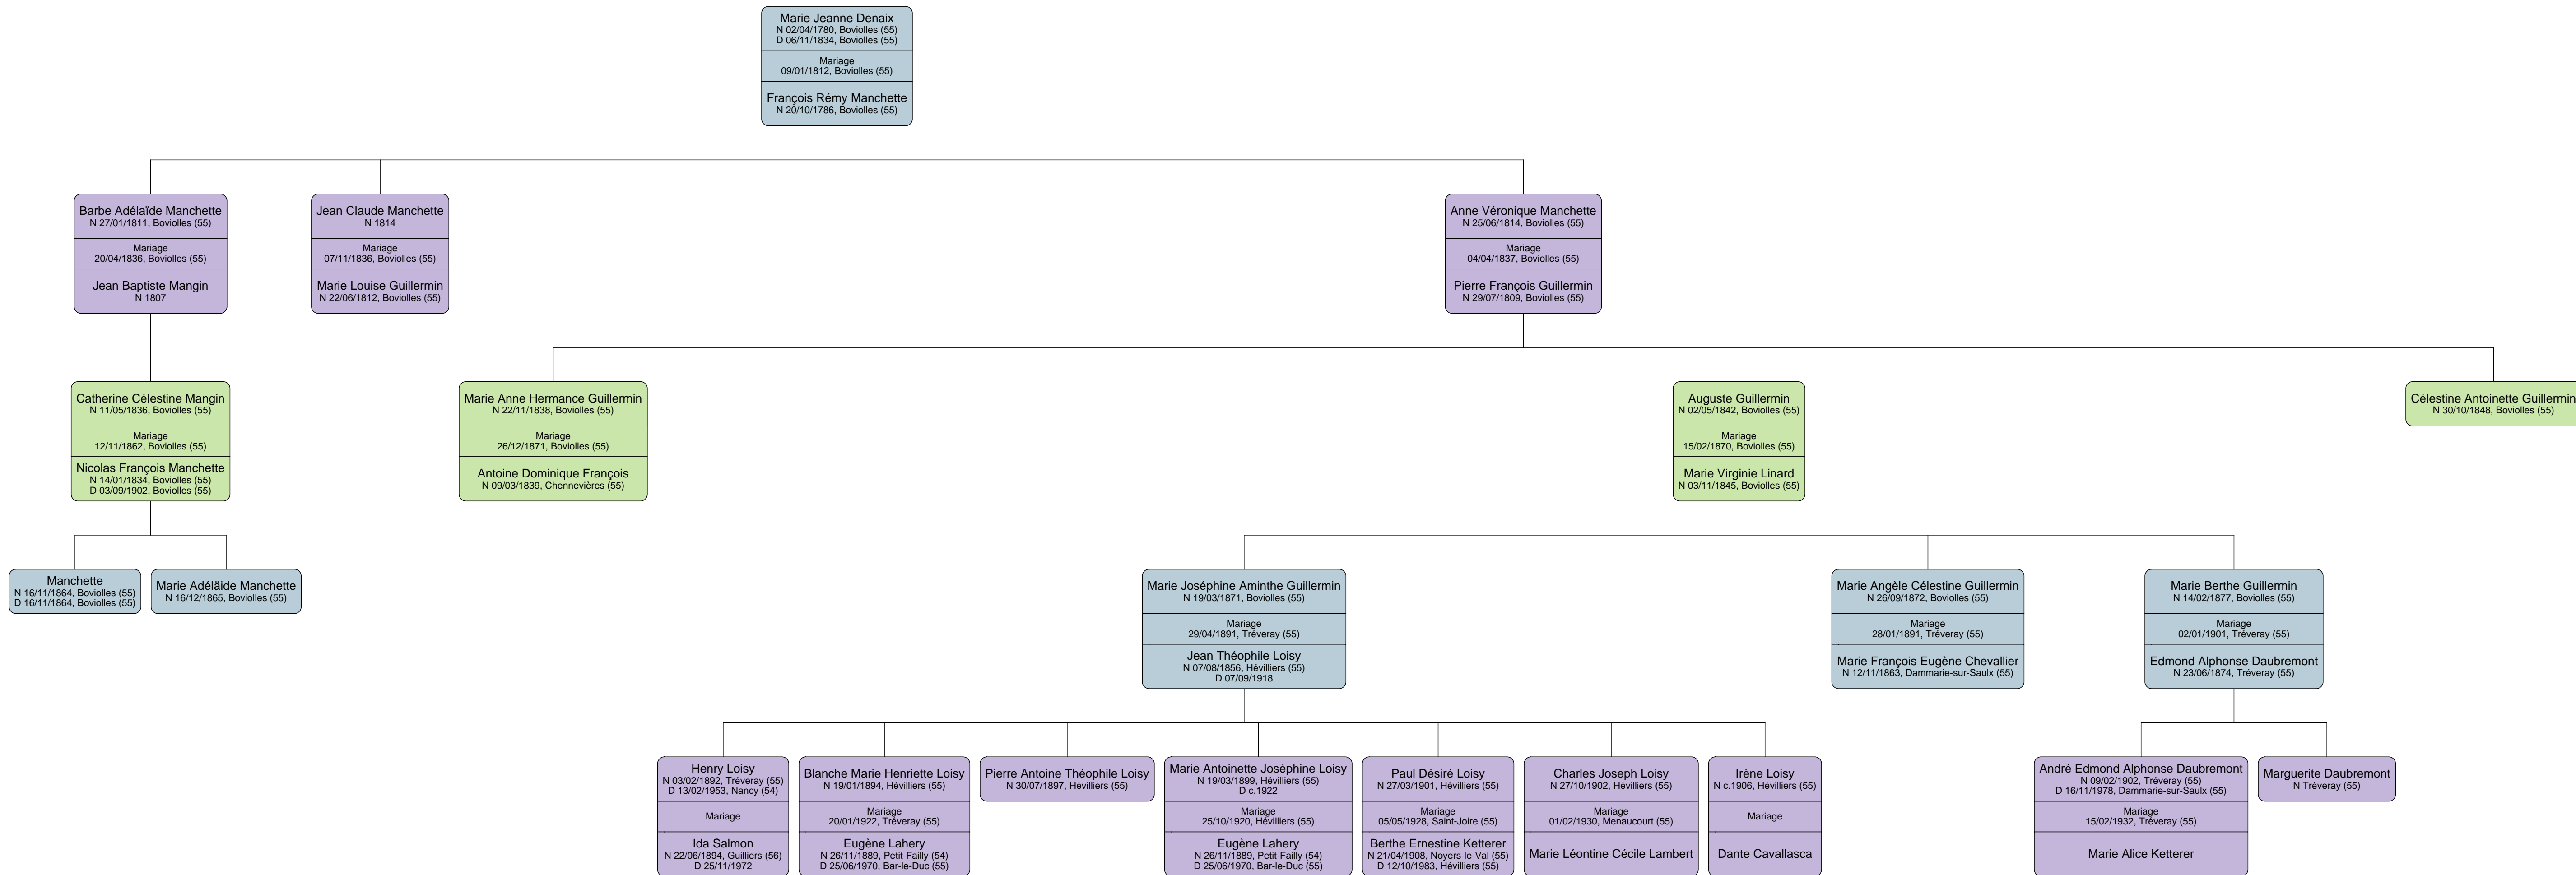 Marie Jeanne Denaix
N 02/04/1780, Boviolles (55)
D 06/11/1834, Boviolles (55)
Mariage
09/01/1812, Boviolles (55)
François Rémy Manchette
N 20/10/1786, Boviolles (55)
Barbe Adélaïde Manchette
N 27/01/1811, Boviolles (55)
Mariage
20/04/1836, Boviolles (55)
Jean Baptiste Mangin
N 1807
Jean Claude Manchette
N 1814
Mariage
07/11/1836, Boviolles (55)
Marie Louise Guillermin
N 22/06/1812, Boviolles (55)
Anne Véronique Manchette
N 25/06/1814, Boviolles (55)
Mariage
04/04/1837, Boviolles (55)
Pierre François Guillermin
N 29/07/1809, Boviolles (55)
Catherine Célestine Mangin
N 11/05/1836, Boviolles (55)
Mariage
12/11/1862, Boviolles (55)
Nicolas François Manchette
N 14/01/1834, Boviolles (55)
D 03/09/1902, Boviolles (55)
Marie Anne Hermance Guillermin
N 22/11/1838, Boviolles (55)
Mariage
26/12/1871, Boviolles (55)
Antoine Dominique François
N 09/03/1839, Chennevières (55)
Auguste Guillermin
N 02/05/1842, Boviolles (55)
Mariage
15/02/1870, Boviolles (55)
Marie Virginie Linard
N 03/11/1845, Boviolles (55)
Célestine Antoinette Guillermin
N 30/10/1848, Boviolles (55)
Manchette
N 16/11/1864, Boviolles (55)
D 16/11/1864, Boviolles (55)
Marie Adéläide Manchette
N 16/12/1865, Boviolles (55)
Marie Joséphine Aminthe Guillermin
N 19/03/1871, Boviolles (55)
Mariage
29/04/1891, Tréveray (55)
Jean Théophile Loisy
N 07/08/1856, Hévilliers (55)
D 07/09/1918
Marie Angèle Célestine Guillermin
N 26/09/1872, Boviolles (55)
Mariage
28/01/1891, Tréveray (55)
Marie François Eugène Chevallier
N 12/11/1863, Dammarie-sur-Saulx (55)
Marie Berthe Guillermin
N 14/02/1877, Boviolles (55)
Mariage
02/01/1901, Tréveray (55)
Edmond Alphonse Daubremont
N 23/06/1874, Tréveray (55)
Henry Loisy
N 03/02/1892, Tréveray (55)
D 13/02/1953, Nancy (54)
Mariage
Ida Salmon
N 22/06/1894, Guilliers (56)
D 25/11/1972
Blanche Marie Henriette Loisy
N 19/01/1894, Hévilliers (55)
Mariage
20/01/1922, Tréveray (55)
Eugène Lahery
N 26/11/1889, Petit-Failly (54)
D 25/06/1970, Bar-le-Duc (55)
Pierre Antoine Théophile Loisy
N 30/07/1897, Hévilliers (55)
Marie Antoinette Joséphine Loisy
N 19/03/1899, Hévilliers (55)
D c.1922
Mariage
25/10/1920, Hévilliers (55)
Eugène Lahery
N 26/11/1889, Petit-Failly (54)
D 25/06/1970, Bar-le-Duc (55)
Paul Désiré Loisy
N 27/03/1901, Hévilliers (55)
Mariage
05/05/1928, Saint-Joire (55)
Berthe Ernestine Ketterer
N 21/04/1908, Noyers-le-Val (55)
D 12/10/1983, Hévilliers (55)
Charles Joseph Loisy
N 27/10/1902, Hévilliers (55)
Mariage
01/02/1930, Menaucourt (55)
Marie Léontine Cécile Lambert
Irène Loisy
N c.1906, Hévilliers (55)
Mariage
Dante Cavallasca
André Edmond Alphonse Daubremont
N 09/02/1902, Tréveray (55)
D 16/11/1978, Dammarie-sur-Saulx (55)
Mariage
15/02/1932, Tréveray (55)
Marie Alice Ketterer
Marguerite Daubremont
N Tréveray (55)